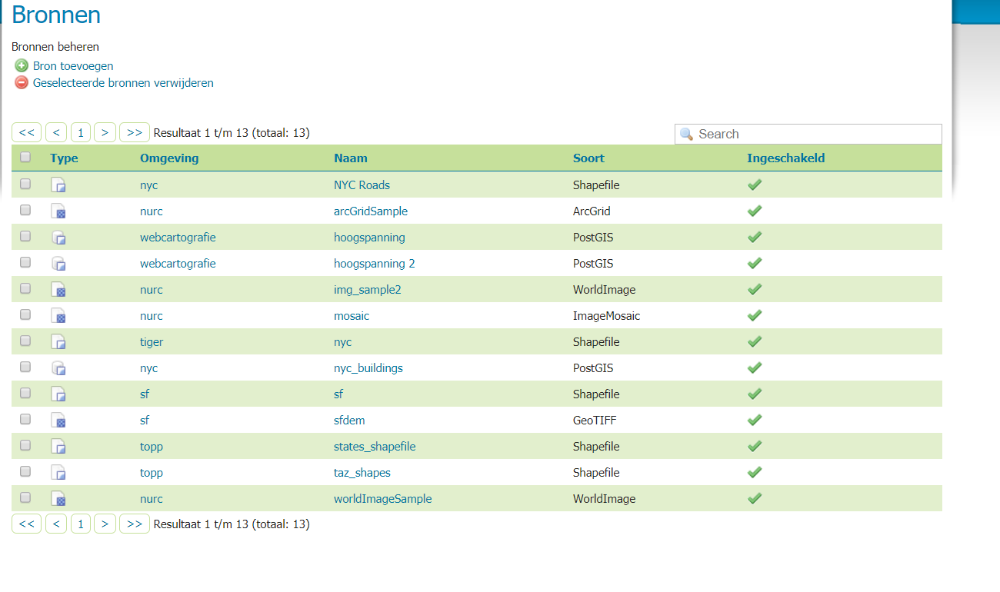 Bronnen
Bronnen beheren
Bron toevoegen
Geselecteerde bronnen verwijderen
<< < 1 > >> Resultaat 1 t/m 13 (totaal: 13) Search
Type Omgeving Naam Soort Ingeschakeld
nyc NYC Roads Shapefile
nurc arcGridSample ArcGrid
webcartografie hoogspanning PostGIS
webcartografie hoogspanning 2 PostGIS
nurc img_sample2 WorldImage
nurc mosaic ImageMosaic
tiger nyc Shapefile
nyc nyc_buildings PostGIS
sf sf Shapefile
sf sfdem GeoTIFF
topp states_shapefile Shapefile
topp taz_shapes Shapefile
nurc worldImageSample WorldImage
<< < 1 > >> Resultaat 1 t/m 13 (totaal: 13)